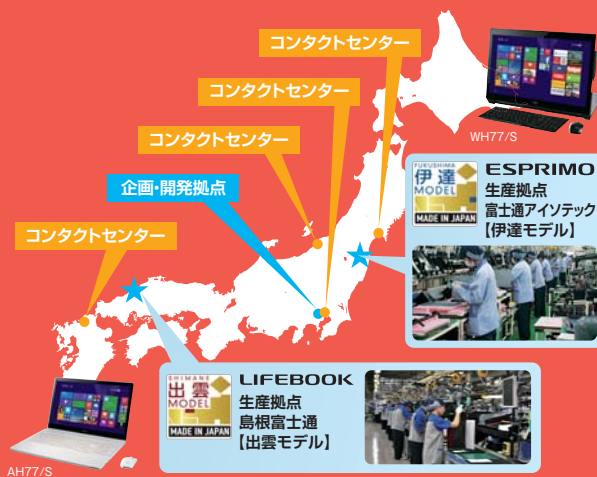 コンタクトセンター
コンタクトセンター
コンタクトセンター
企画・開発拠点
コンタクトセンター
WH77/S
FUKUSHIMA
伊達
MODEL
MADE IN JAPAN
ESPRIMO
生産拠点
富士通アイソテック
【伊達モデル】
SHIMANE
出雲
MODEL
MADE IN JAPAN
LIFEBOOK
生産拠点
島根富士通
【出雲モデル】
AH77/S